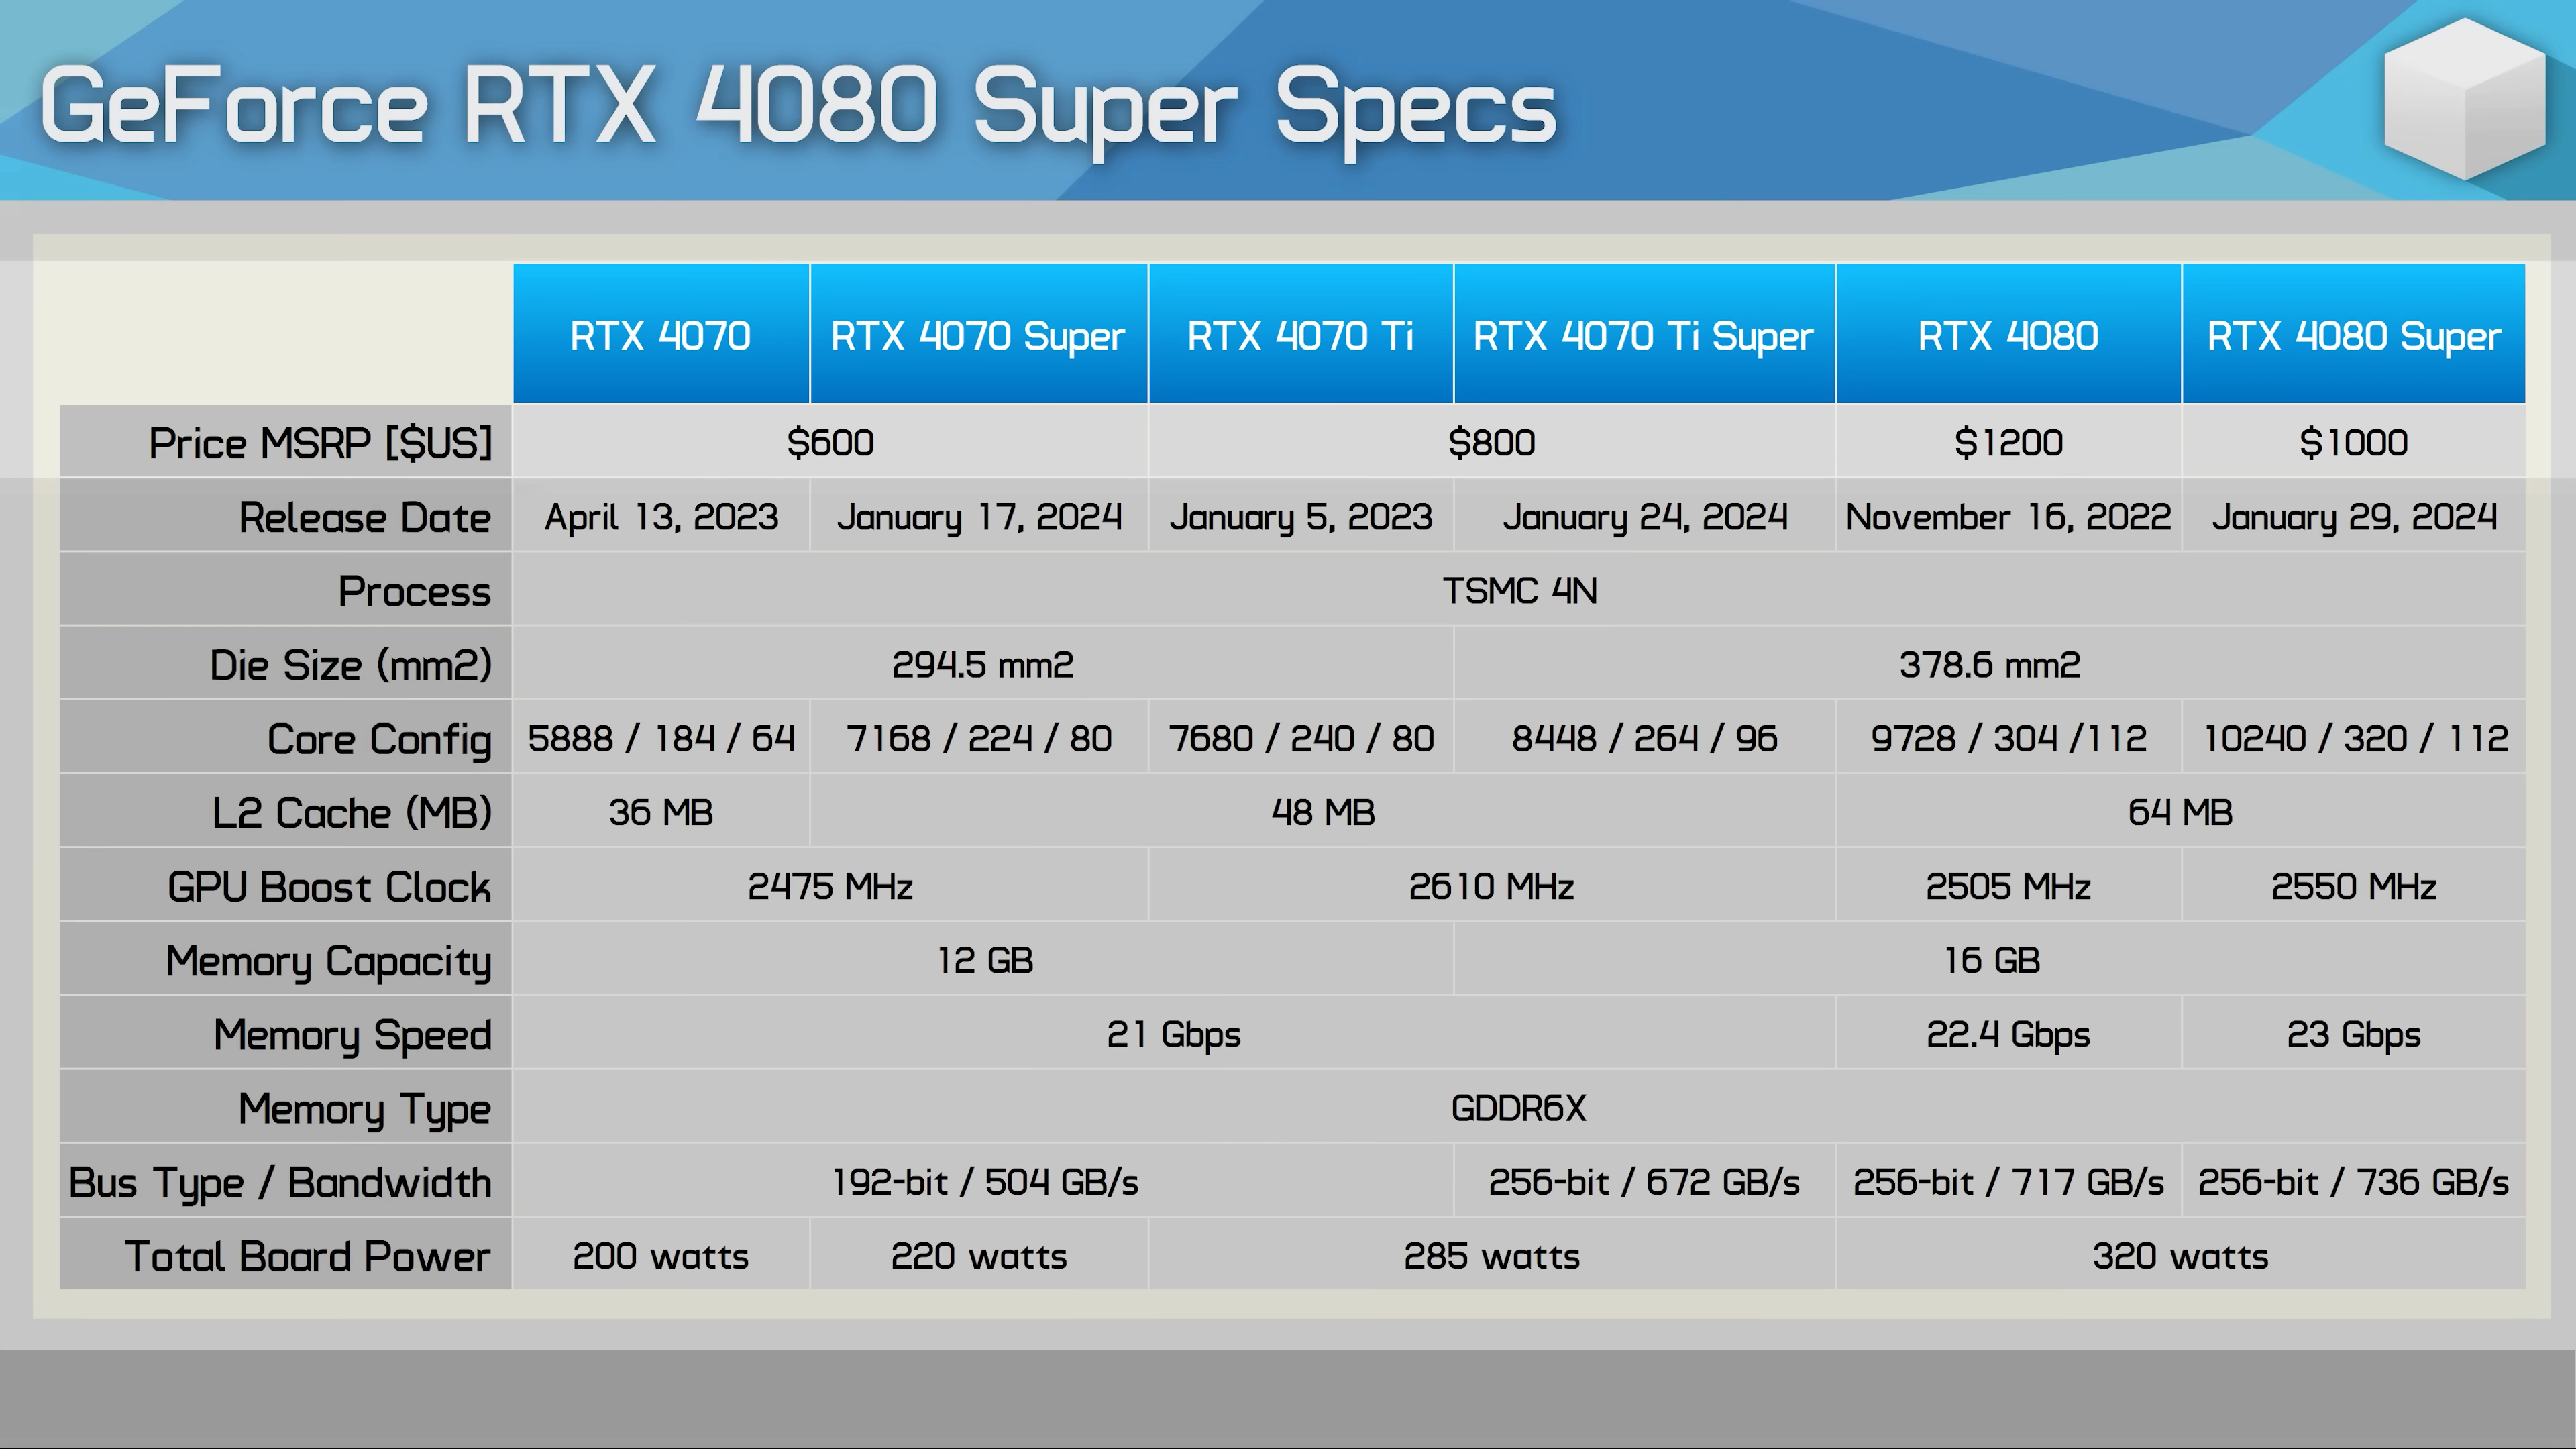 GeForce RTX 4080 Super Specs
RTX 4070 RTX 4070 Super RTX 4070 Ti RTX 4070 Ti Super RTX 4080 RTX 4080 Super
Price MSRP [$US] $600 $800 $1200 $1000
Release Date April 13, 2023 January 17, 2024 January 5, 2023 January 24, 2024 November 16, 2022 January 29, 2024
Process TSMC 4N
Die Size (mm2) 294.5 mm2 378.6 mm2
Core Config 5888 / 184 / 64 7168 / 224 / 80 7680 / 240 / 80 8448 / 264 / 96 9728 / 304 /112 10240 / 320 / 112
L2 Cache (MB) 36 MB 48 MB 64 MB
GPU Boost Clock 2475 MHz 2610 MHz 2505 MHz 2550 MHz
Memory Capacity 12 GB 16 GB
Memory Speed 21 Gbps 22.4 Gbps 23 Gbps
Memory Type GDDR6X
Bus Type / Bandwidth 192-bit / 504 GB/s 256-bit / 672 GB/s 256-bit / 717 GB/s 256-bit / 736 GB/s
Total Board Power 200 watts 220 watts 285 watts 320 watts